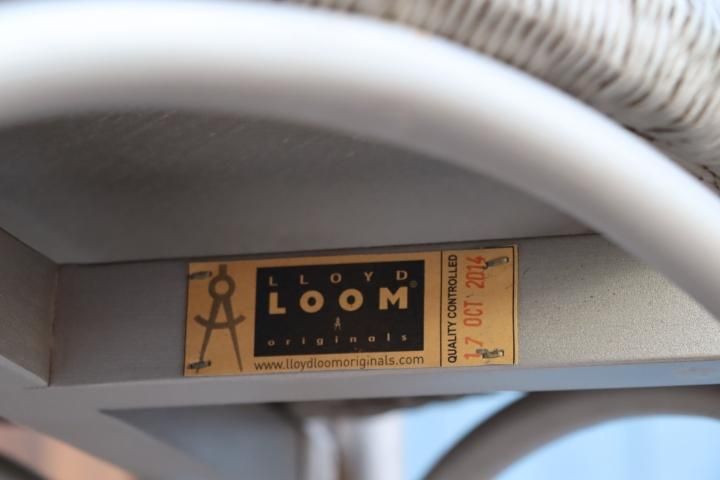 LLOYD
LOOM®
originals
www.lloydloomoriginals.com
QUALITY CONTROLLED
17 OCT 2014